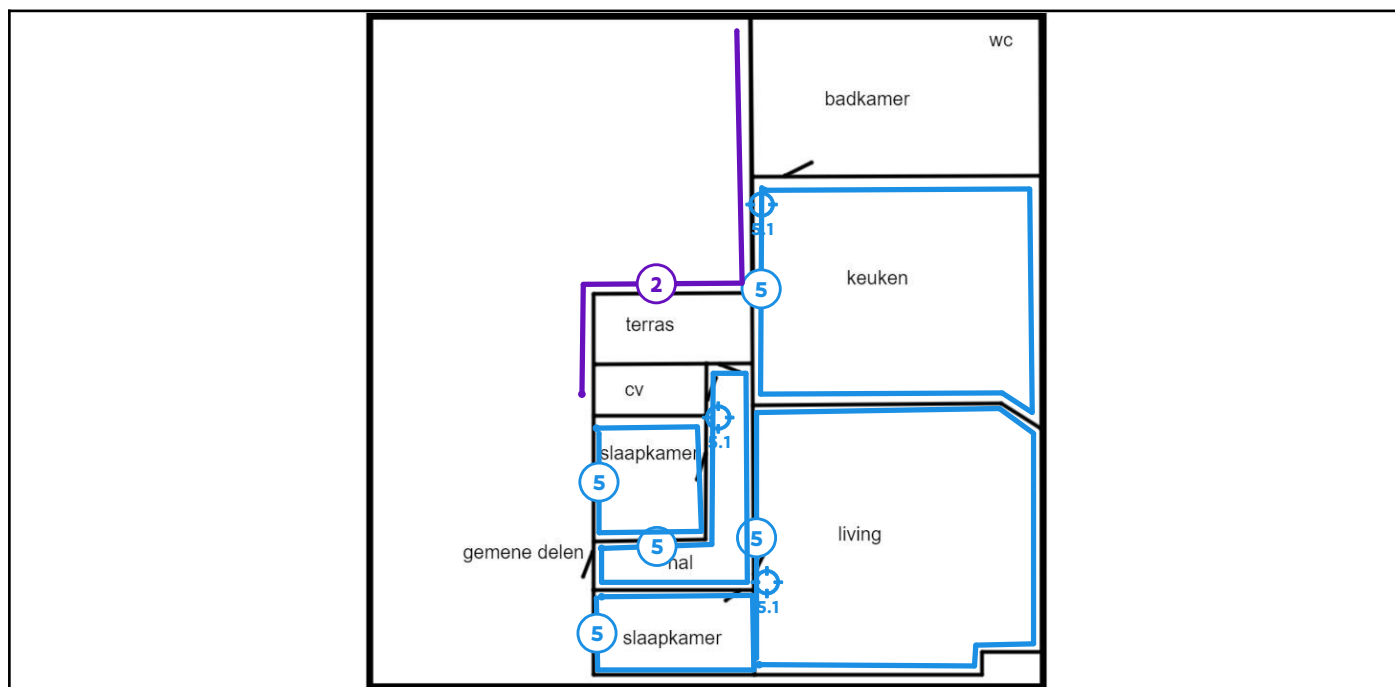 wc
badkamer
5.1
keuken
2
5
terras
cv
5.1
slaapkamer
5
5
living
5
gemene delen
hal
5.1
5
slaapkamer